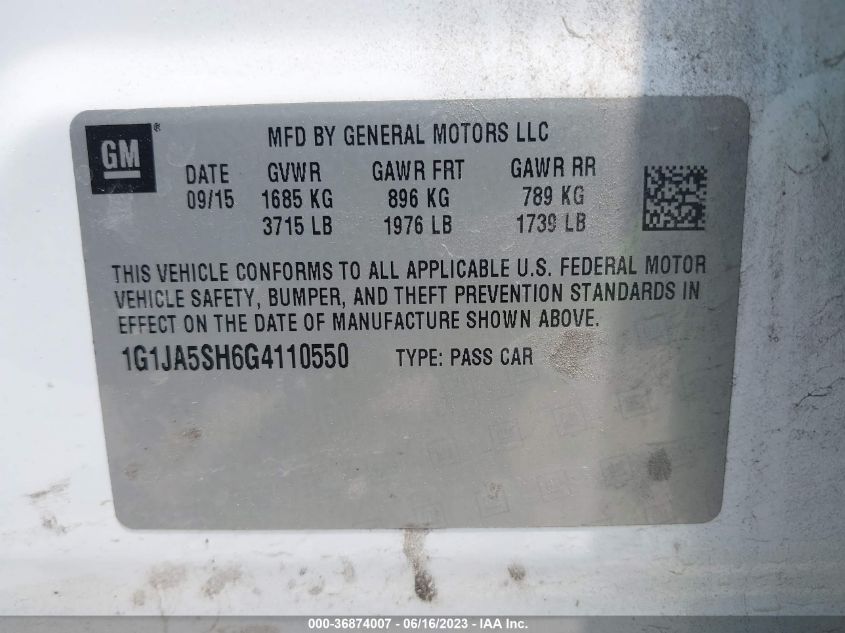 GM®
MFD BY GENERAL MOTORS LLC
DATE GVWR GAWR FRT GAWR RR
09/15 1685 KG 896 KG 789 KG
3715 LB 1976 LB 1739 LB
THIS VEHICLE CONFORMS TO ALL APPLICABLE U.S. FEDERAL MOTOR
VEHICLE SAFETY, BUMPER, AND THEFT PREVENTION STANDARDS IN
EFFECT ON THE DATE OF MANUFACTURE SHOWN ABOVE.
1G1JA5SH6G4110550 TYPE: PASS CAR
000-36874007 - 06/16/2023 - IAA Inc.